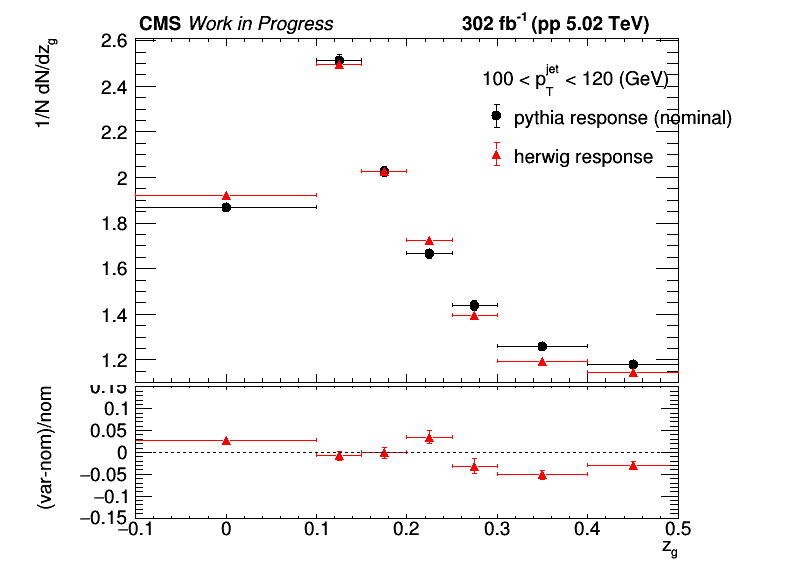 CMS Work in Progress 302 fb-1 (pp 5.02 TeV)
1/N dN/dzg
2.6
2.4
2.2
2
1.8
1.6
1.4
1.2
100 < pTjet < 120 (GeV)
pythia response (nominal)
herwig response
(var-nom)/nom
0.15
0.1
0.05
0
−0.05
−0.1
−0.15
−0.1 0 0.1 0.2 0.3 0.4 0.5
zg